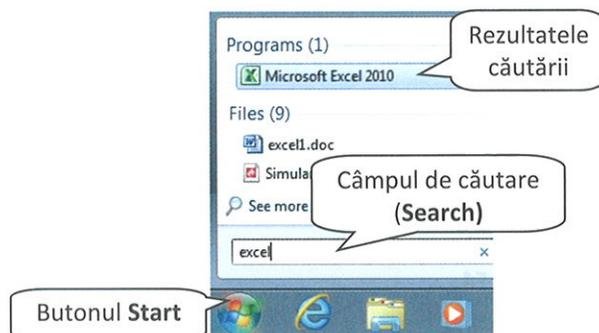 Programs (1)
Microsoft Excel 2010
Rezultatele
căutării
Files (9)
excel1.doc
Câmpul de căutare
(Search)
See more
excel
Butonul Start